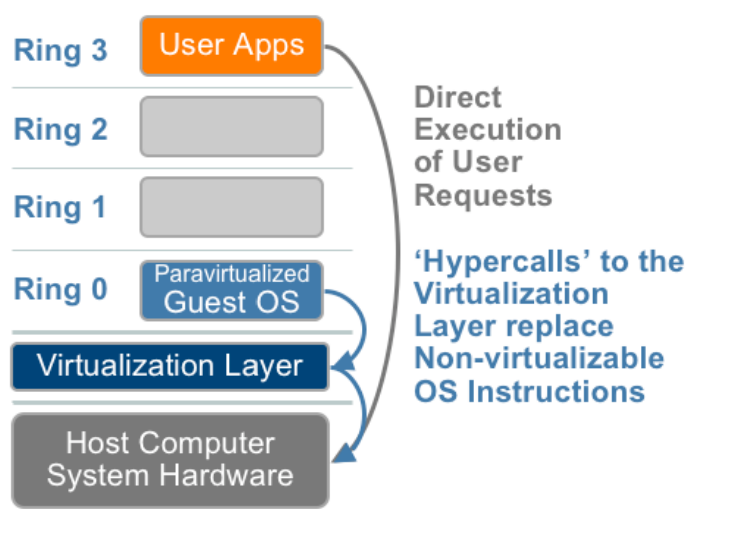 Ring 3
User Apps
Ring 2
Ring 1
Ring 0
Paravirtualized
Guest OS
Virtualization Layer
Host Computer
System Hardware
Direct
Execution
of User
Requests
‘Hypercalls’ to the
Virtualization
Layer replace
Non-virtualizable
OS Instructions